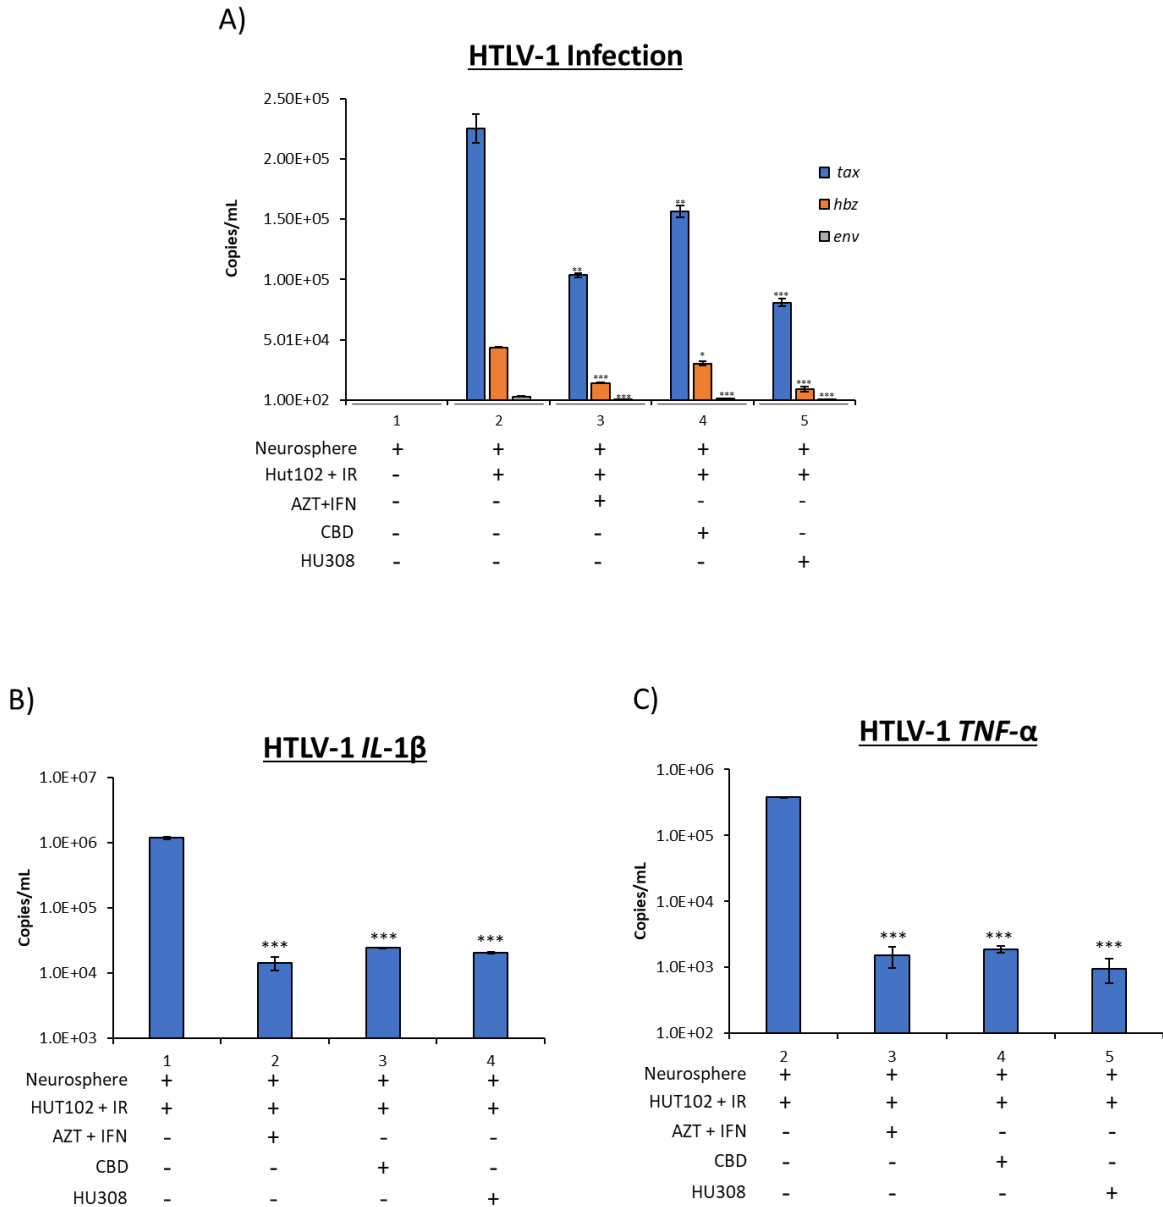 A)
HTLV-1 Infection
2.50E+05
2.00E+05
1.50E+05
1.00E+05
5.01E+04
1.00E+02
Copies/mL
tax
hbz
env
** *** ***
** * ***
*** *** ***
1 2 3 4 5
Neurosphere + + + + +
Hut102 + IR - + + + +
AZT+IFN - - + - -
CBD - - - + -
HU308 - - - - +
B)
HTLV-1 IL-1β
1.0E+07
1.0E+06
1.0E+05
1.0E+04
1.0E+03
Copies/mL
*** *** ***
1 2 3 4
Neurosphere + + + +
HUT102 + IR + + + +
AZT + IFN - + - -
CBD - - + -
HU308 - - - +
C)
HTLV-1 TNF-α
1.0E+06
1.0E+05
1.0E+04
1.0E+03
1.0E+02
Copies/mL
*** *** ***
2 3 4 5
Neurosphere + + + +
HUT102 + IR + + + +
AZT + IFN - + - -
CBD - - + -
HU308 - - - +